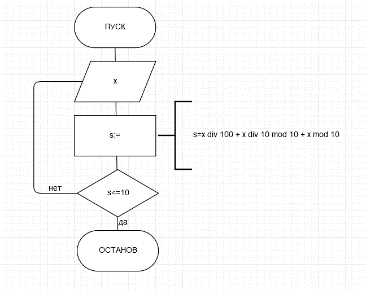 ПУСК
x
s:=
s=x div 100 + x div 10 mod 10 + x mod 10
s<=10
нет
да
ОСТАНОВ